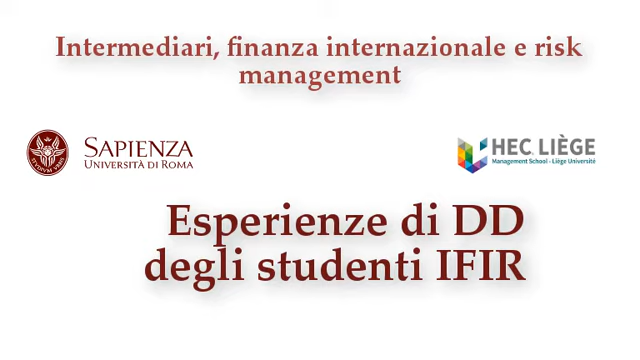 Intermediari, finanza internazionale e risk
management
SAPIENZA
UNIVERSITÀ DI ROMA
HEC LIÈGE
Management School - Liège Université
Esperienze di DD
degli studenti IFIR